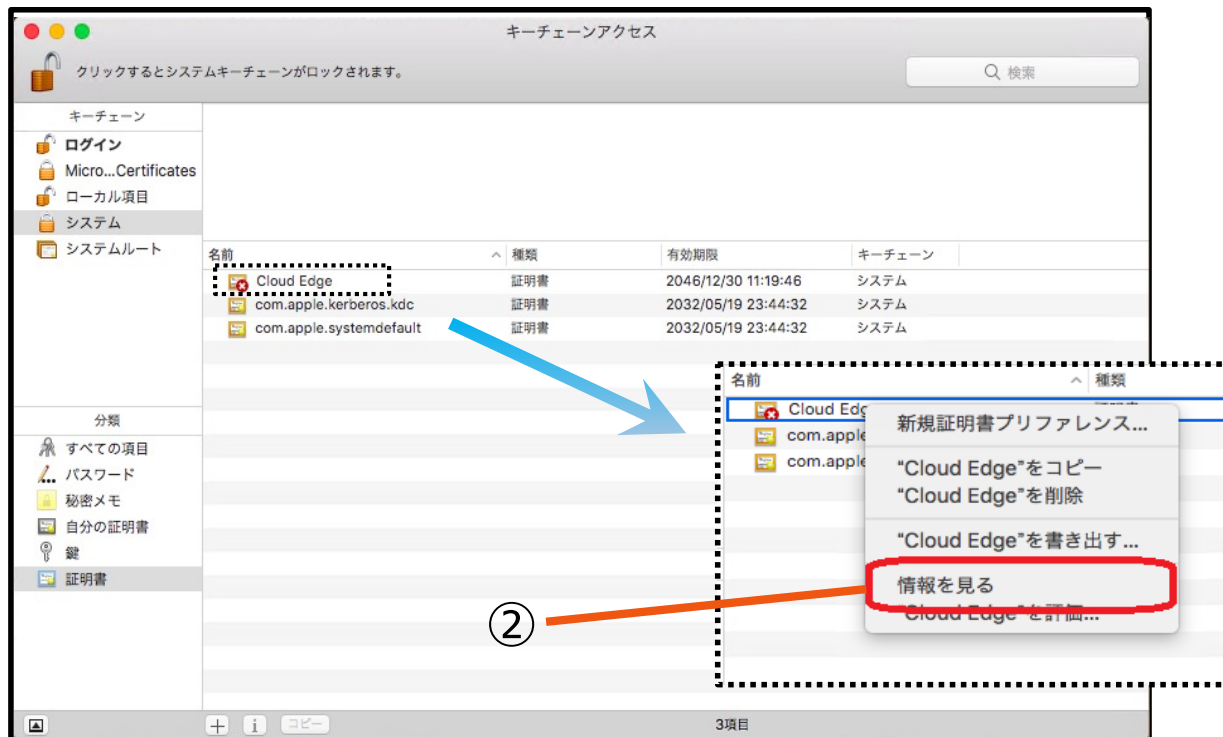 キーチェーンアクセス
クリックするとシステムキーチェーンがロックされます。
検索
キーチェーン
ログイン
Micro...Certificates
ローカル項目
システム
システムルート
名前 種類 有効期限 キーチェーン
Cloud Edge 証明書 2046/12/30 11:19:46 システム
com.apple.kerberos.kdc 証明書 2032/05/19 23:44:32 システム
com.apple.systemdefault 証明書 2032/05/19 23:44:32 システム
分類
すべての項目
パスワード
秘密メモ
自分の証明書
鍵
証明書
名前 種類
Cloud Edg
com.apple
com.apple
新規証明書プリファレンス...
“Cloud Edge”をコピー
“Cloud Edge”を削除
“Cloud Edge”を書き出す...
情報を見る
“Cloud Edge”を評価...
②
コピー
3項目